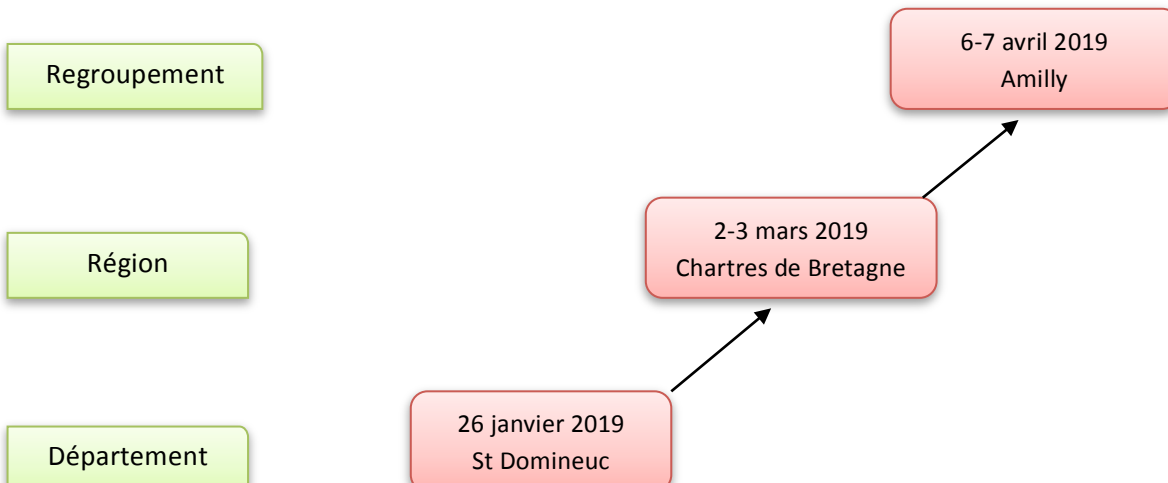 Regroupement
6-7 avril 2019
Amilly
Région
2-3 mars 2019
Chartres de Bretagne
Département
26 janvier 2019
St Domineuc